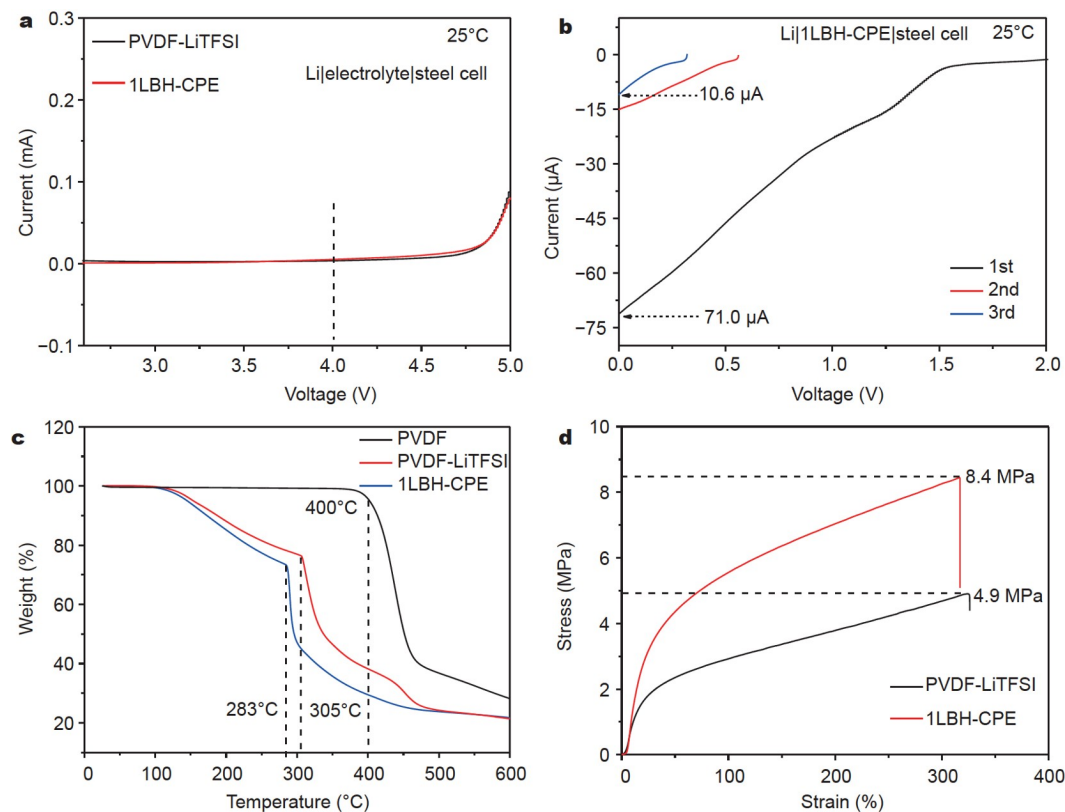 a
PVDF-LiTFSI
25°C
Li|electrolyte|steel cell
1LBH-CPE
Current (mA)
0.3
0.2
0.1
0.0
−0.1
3.0
3.5
4.0
4.5
5.0
Voltage (V)
b
Li|1LBH-CPE|steel cell
25°C
Current (μA)
0
−15
−30
−45
−60
−75
10.6 μA
71.0 μA
1st
2nd
3rd
0.0
0.5
1.0
1.5
2.0
Voltage (V)
c
PVDF
PVDF-LiTFSI
1LBH-CPE
Weight (%)
120
100
80
60
40
20
400°C
283°C
305°C
0
100
200
300
400
500
600
Temperature (°C)
d
Stress (MPa)
10
8
6
4
2
0
8.4 MPa
4.9 MPa
PVDF-LiTFSI
1LBH-CPE
0
100
200
300
400
Strain (%)